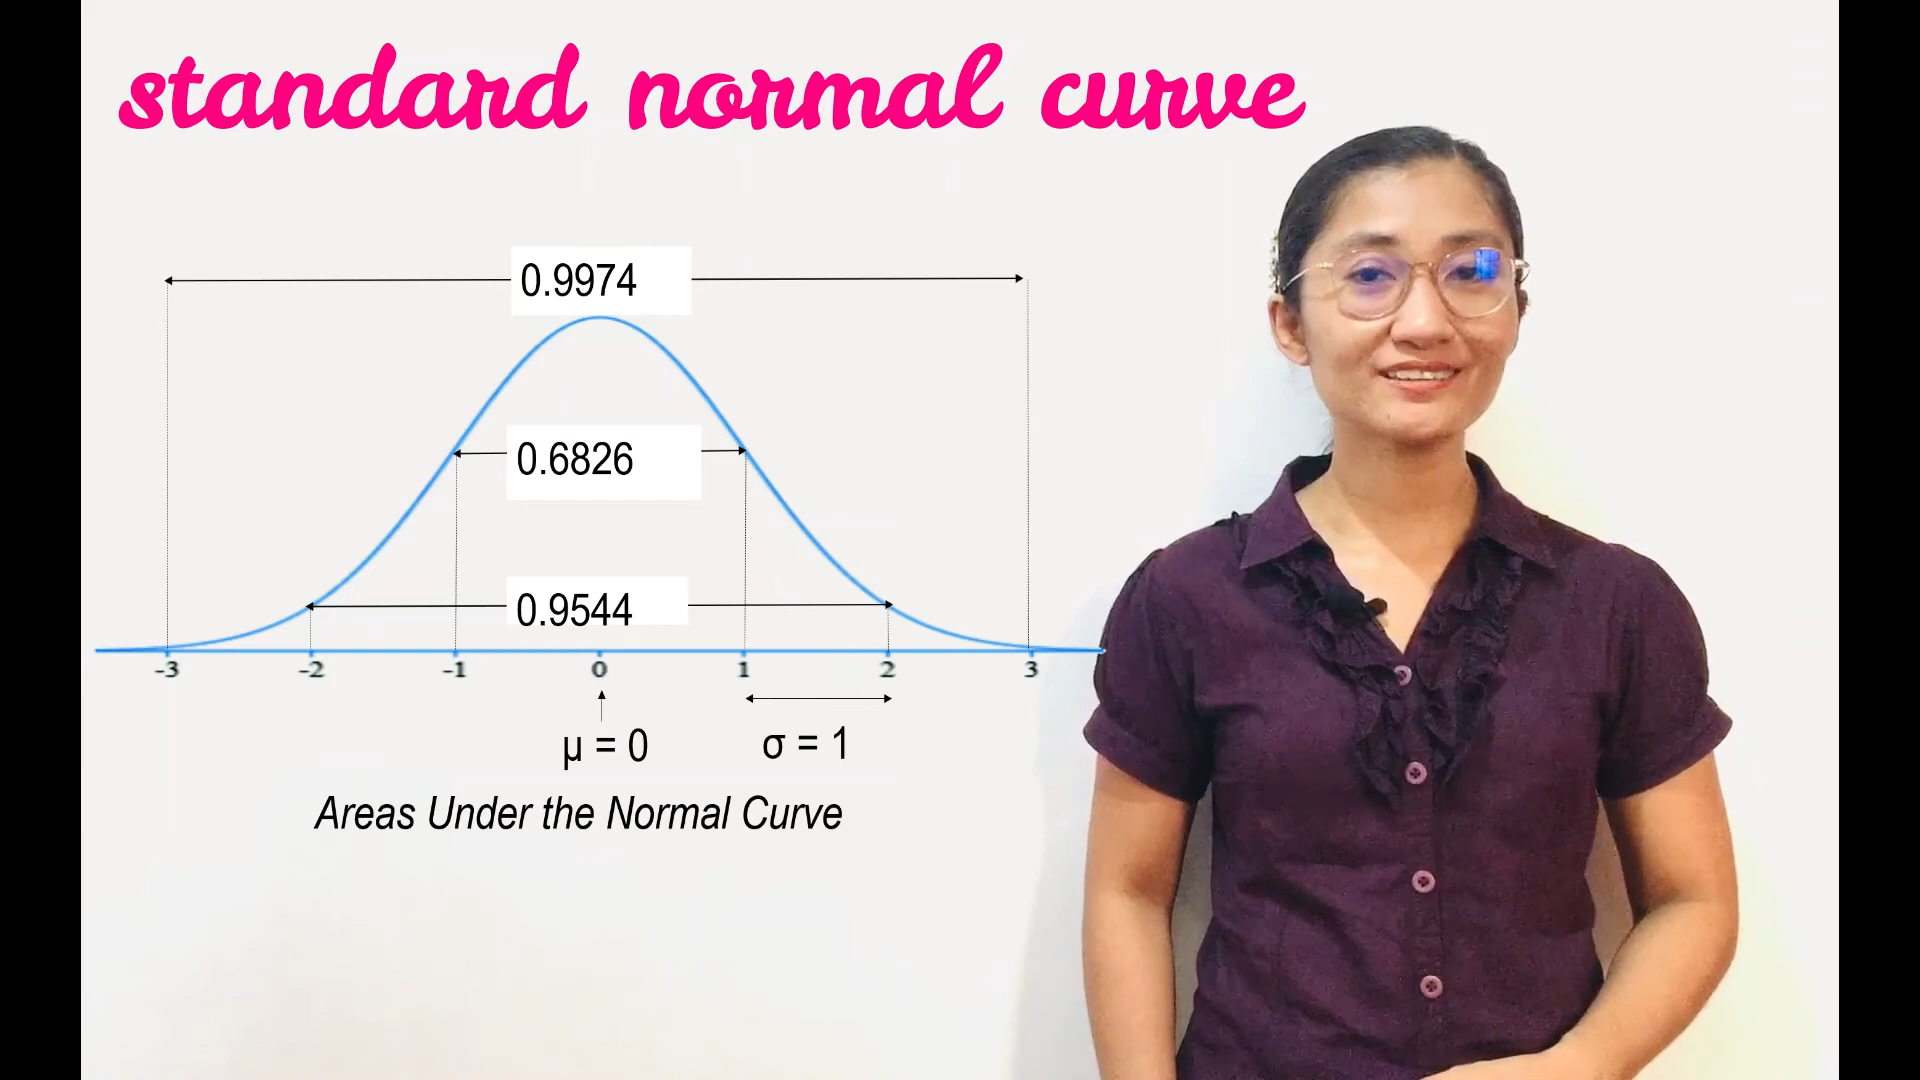 standard normal curve
0.9974
0.6826
0.9544
-3 -2 -1 0 1 2 3
μ = 0 σ = 1
Areas Under the Normal Curve